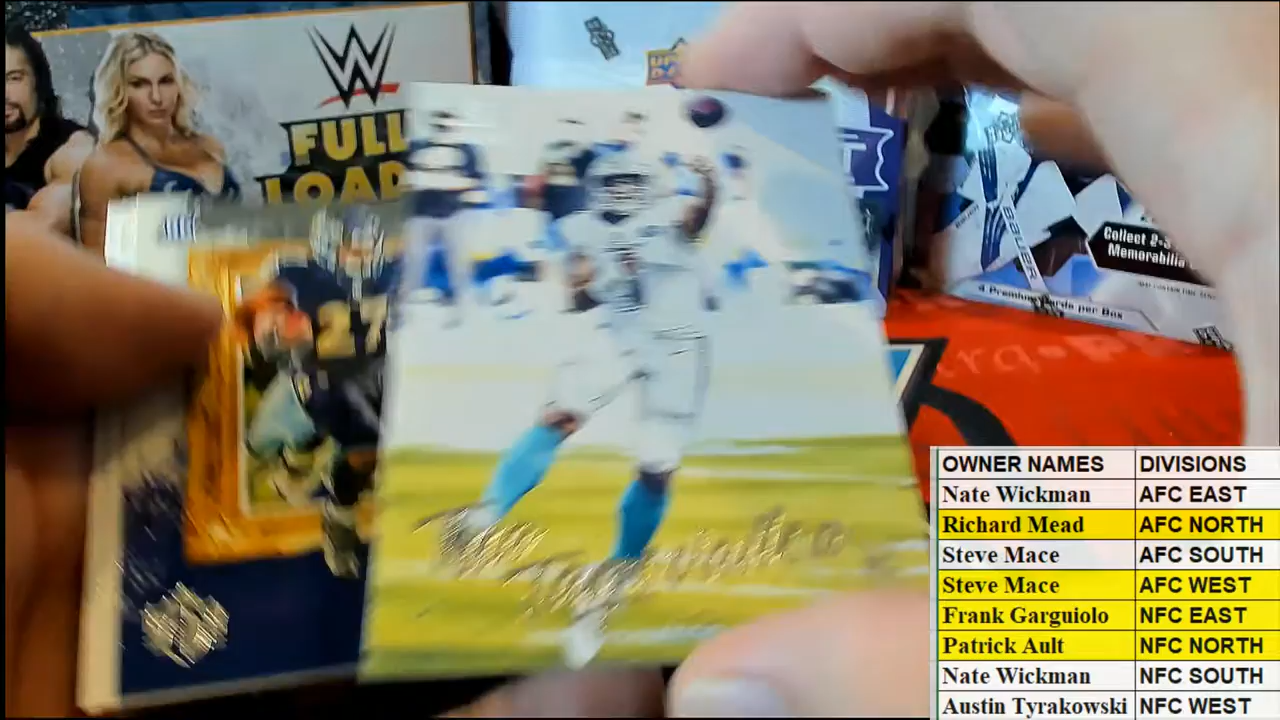 W
FULL
LOAD
27
BAUER
Collect 2-3
Memorabilia
4 Premium Cards per Box
OWNER NAMES DIVISIONS
Nate Wickman AFC EAST
Richard Mead AFC NORTH
Steve Mace AFC SOUTH
Steve Mace AFC WEST
Frank Garguiolo NFC EAST
Patrick Ault NFC NORTH
Nate Wickman NFC SOUTH
Austin Tyrakowski NFC WEST